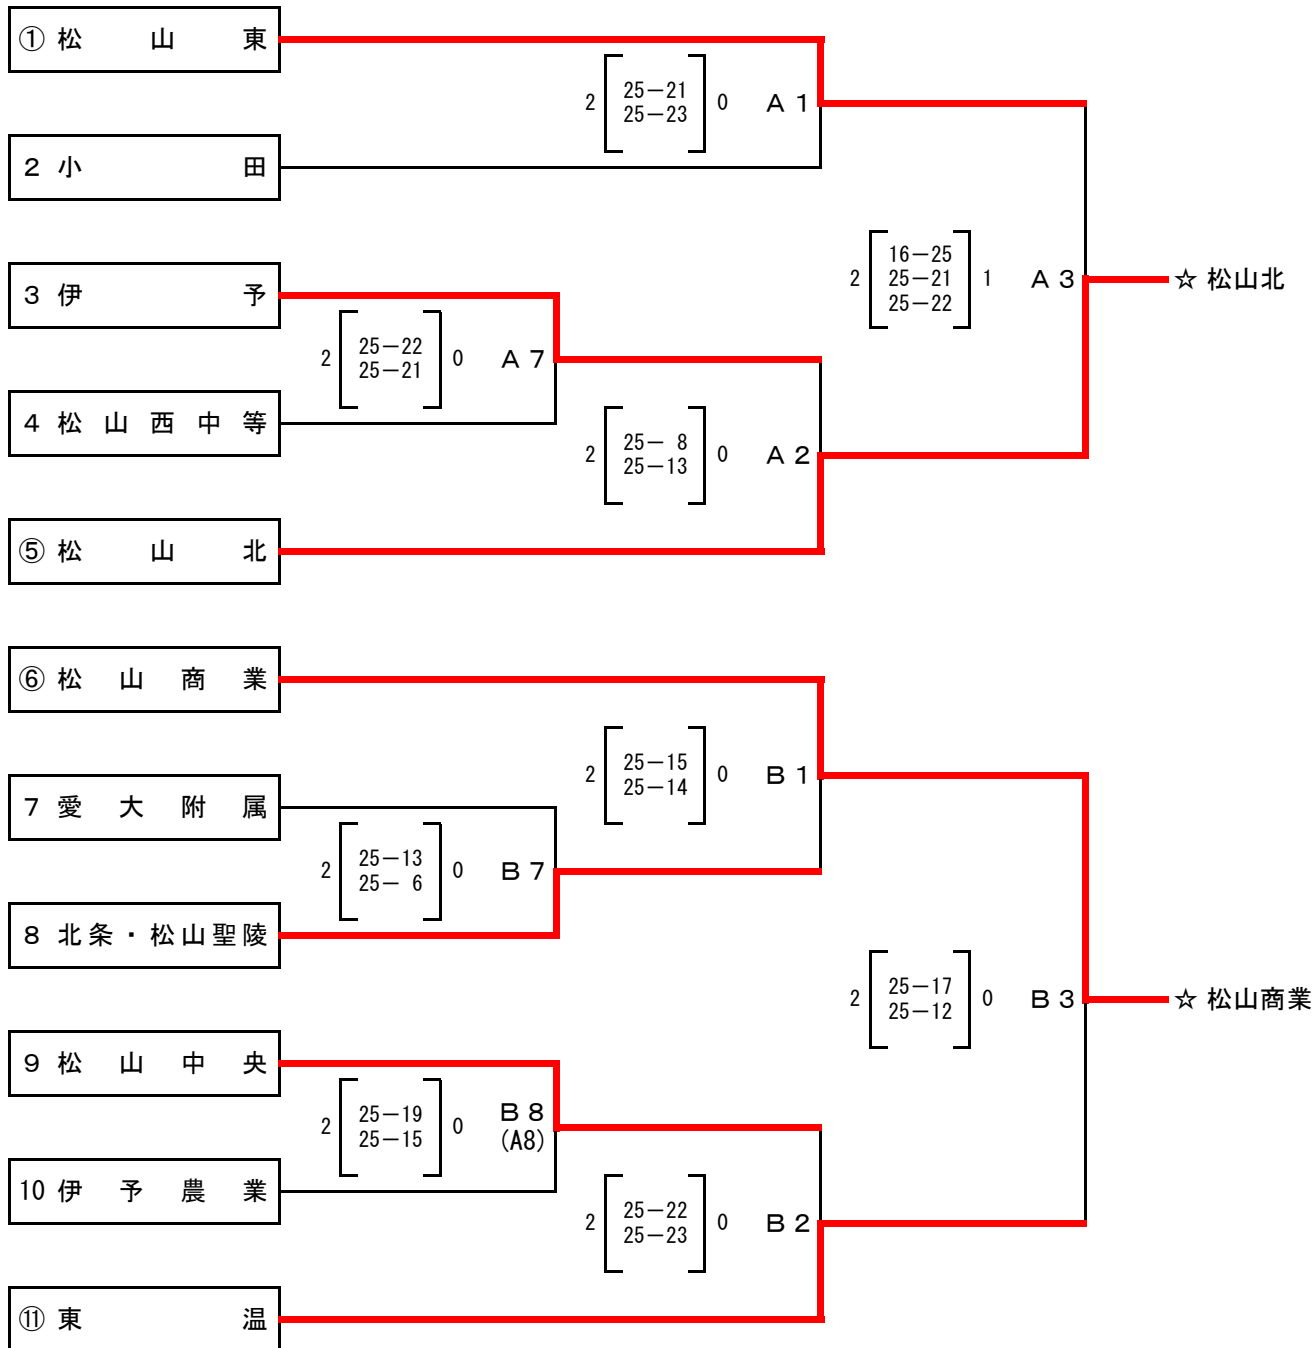 ① 松山東
2 [25−21 0 A 1
25−23]
2 小田
2 [16−25
25−21 1 A 3 ☆ 松山北
25−22]
3 伊予
2 [25−22 0 A 7
25−21]
4 松山西中等
2 [25− 8 0 A 2
25−13]
⑤ 松山北
⑥ 松山商業
2 [25−15 0 B 1
25−14]
7 愛大附属
2 [25−13 0 B 7
25− 6]
8 北条・松山聖陵
2 [25−17 0 B 3 ☆ 松山商業
25−12]
9 松山中央
2 [25−19 0 B 8
25−15] (A8)
10 伊予農業
2 [25−22 0 B 2
25−23]
⑪ 東温